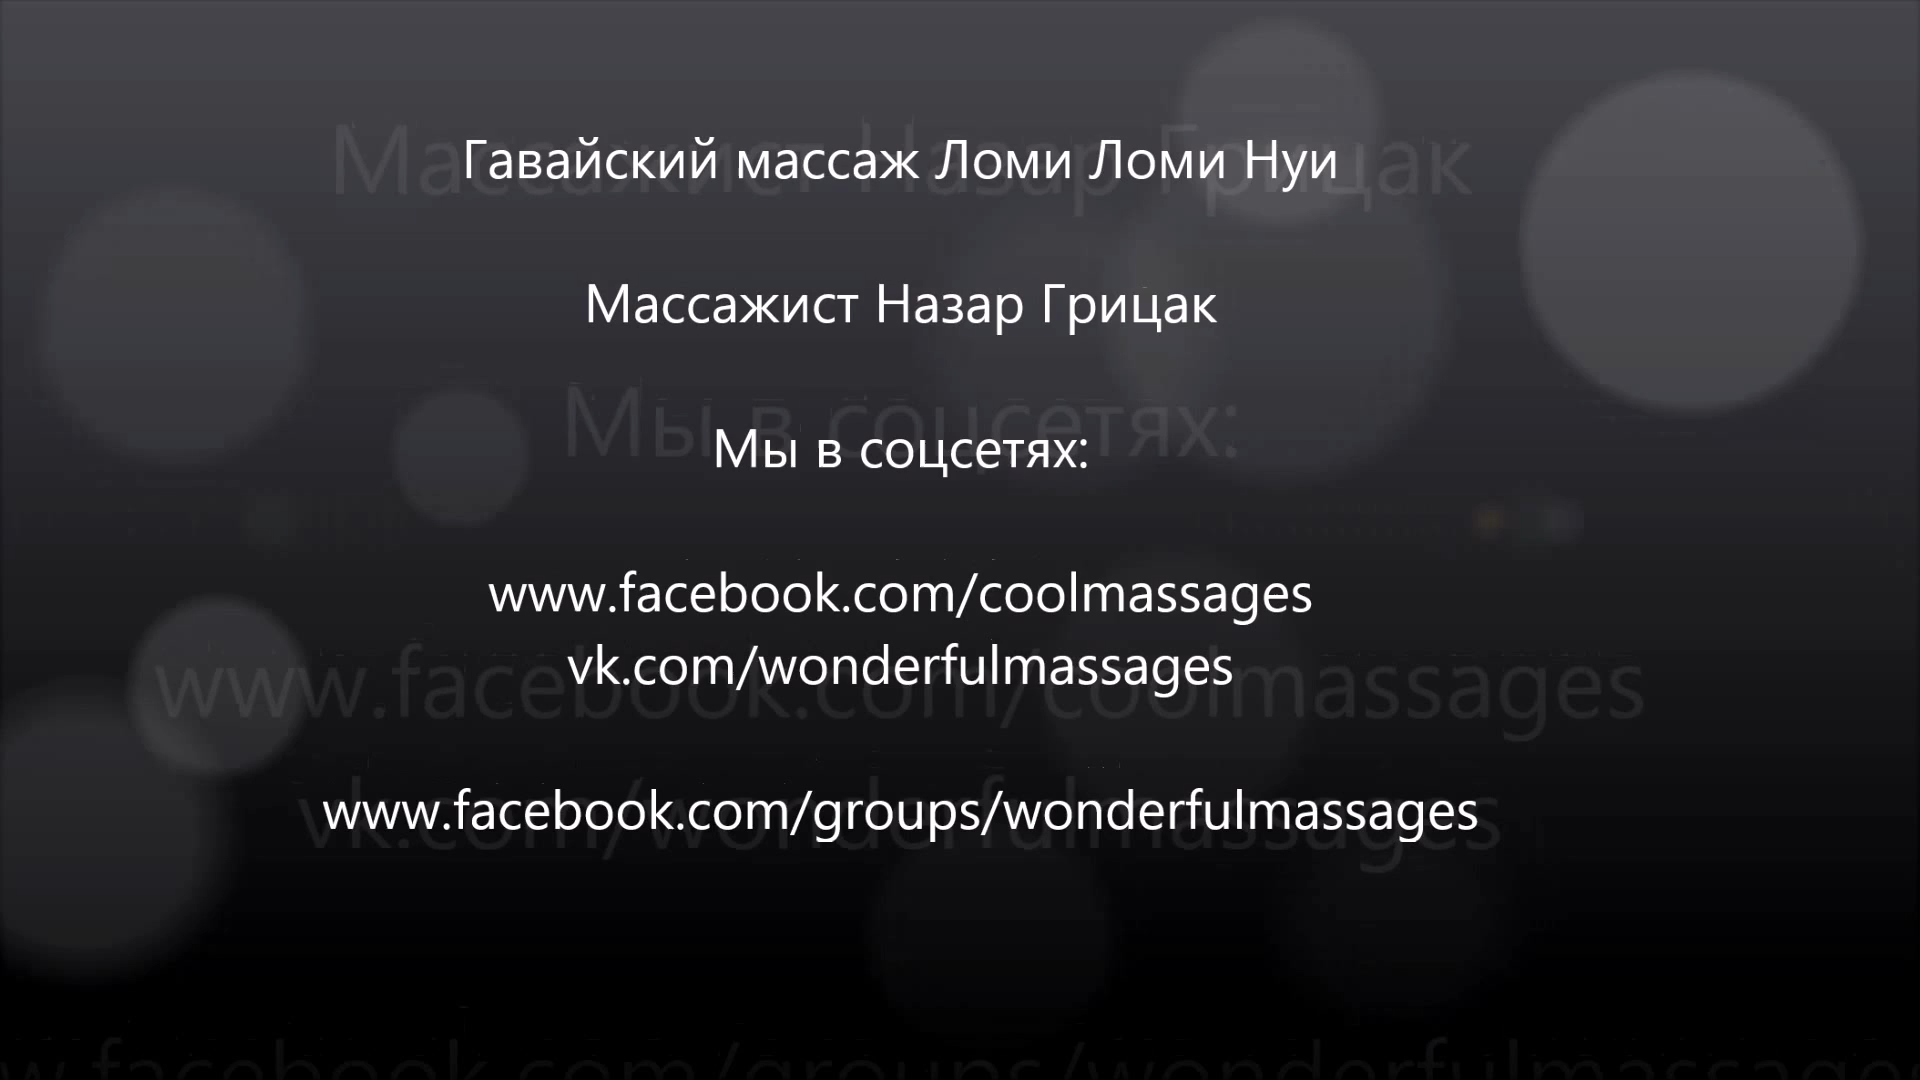 Гавайский массаж Ломи Ломи Нуи
Массажист Назар Грицак
Мы в соцсетях:
www.facebook.com/coolmassages
vk.com/wonderfulmassages
www.facebook.com/groups/wonderfulmassages